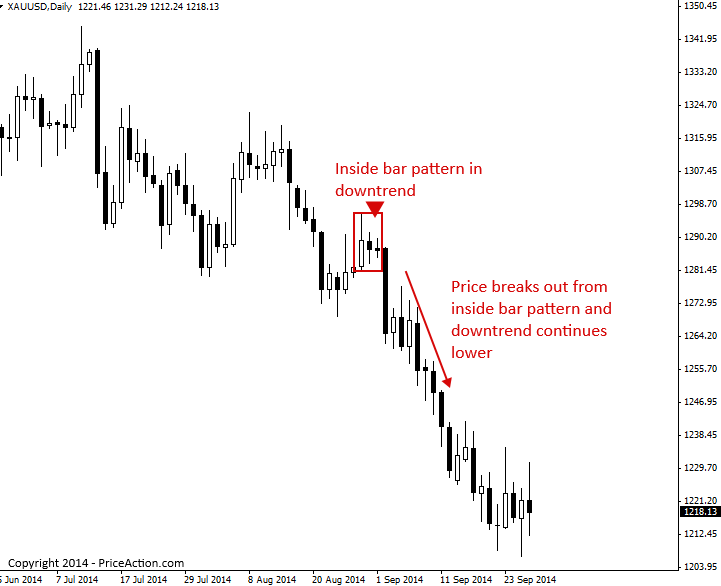 XAUUSD,Daily 1221.46 1231.29 1212.24 1218.13
1350.45
1341.95
1333.20
1324.70
1315.95
1307.45
1298.70
1290.20
1281.45
1272.95
1264.20
1255.70
1246.95
1238.45
1229.70
1221.20
1218.13
1212.45
1203.95
Inside bar pattern in
downtrend
Price breaks out from
inside bar pattern and
downtrend continues
lower
Copyright 2014 - PriceAction.com
5 Jun 2014 7 Jul 2014 17 Jul 2014 29 Jul 2014 8 Aug 2014 20 Aug 2014 1 Sep 2014 11 Sep 2014 23 Sep 2014